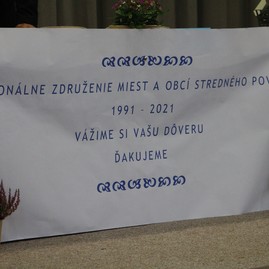 ZDRUŽENIE MIEST A OBCÍ STREDNÉHO
1991 - 2021
VÁŽIME SI VAŠU DÔVERU
ĎAKUJEME